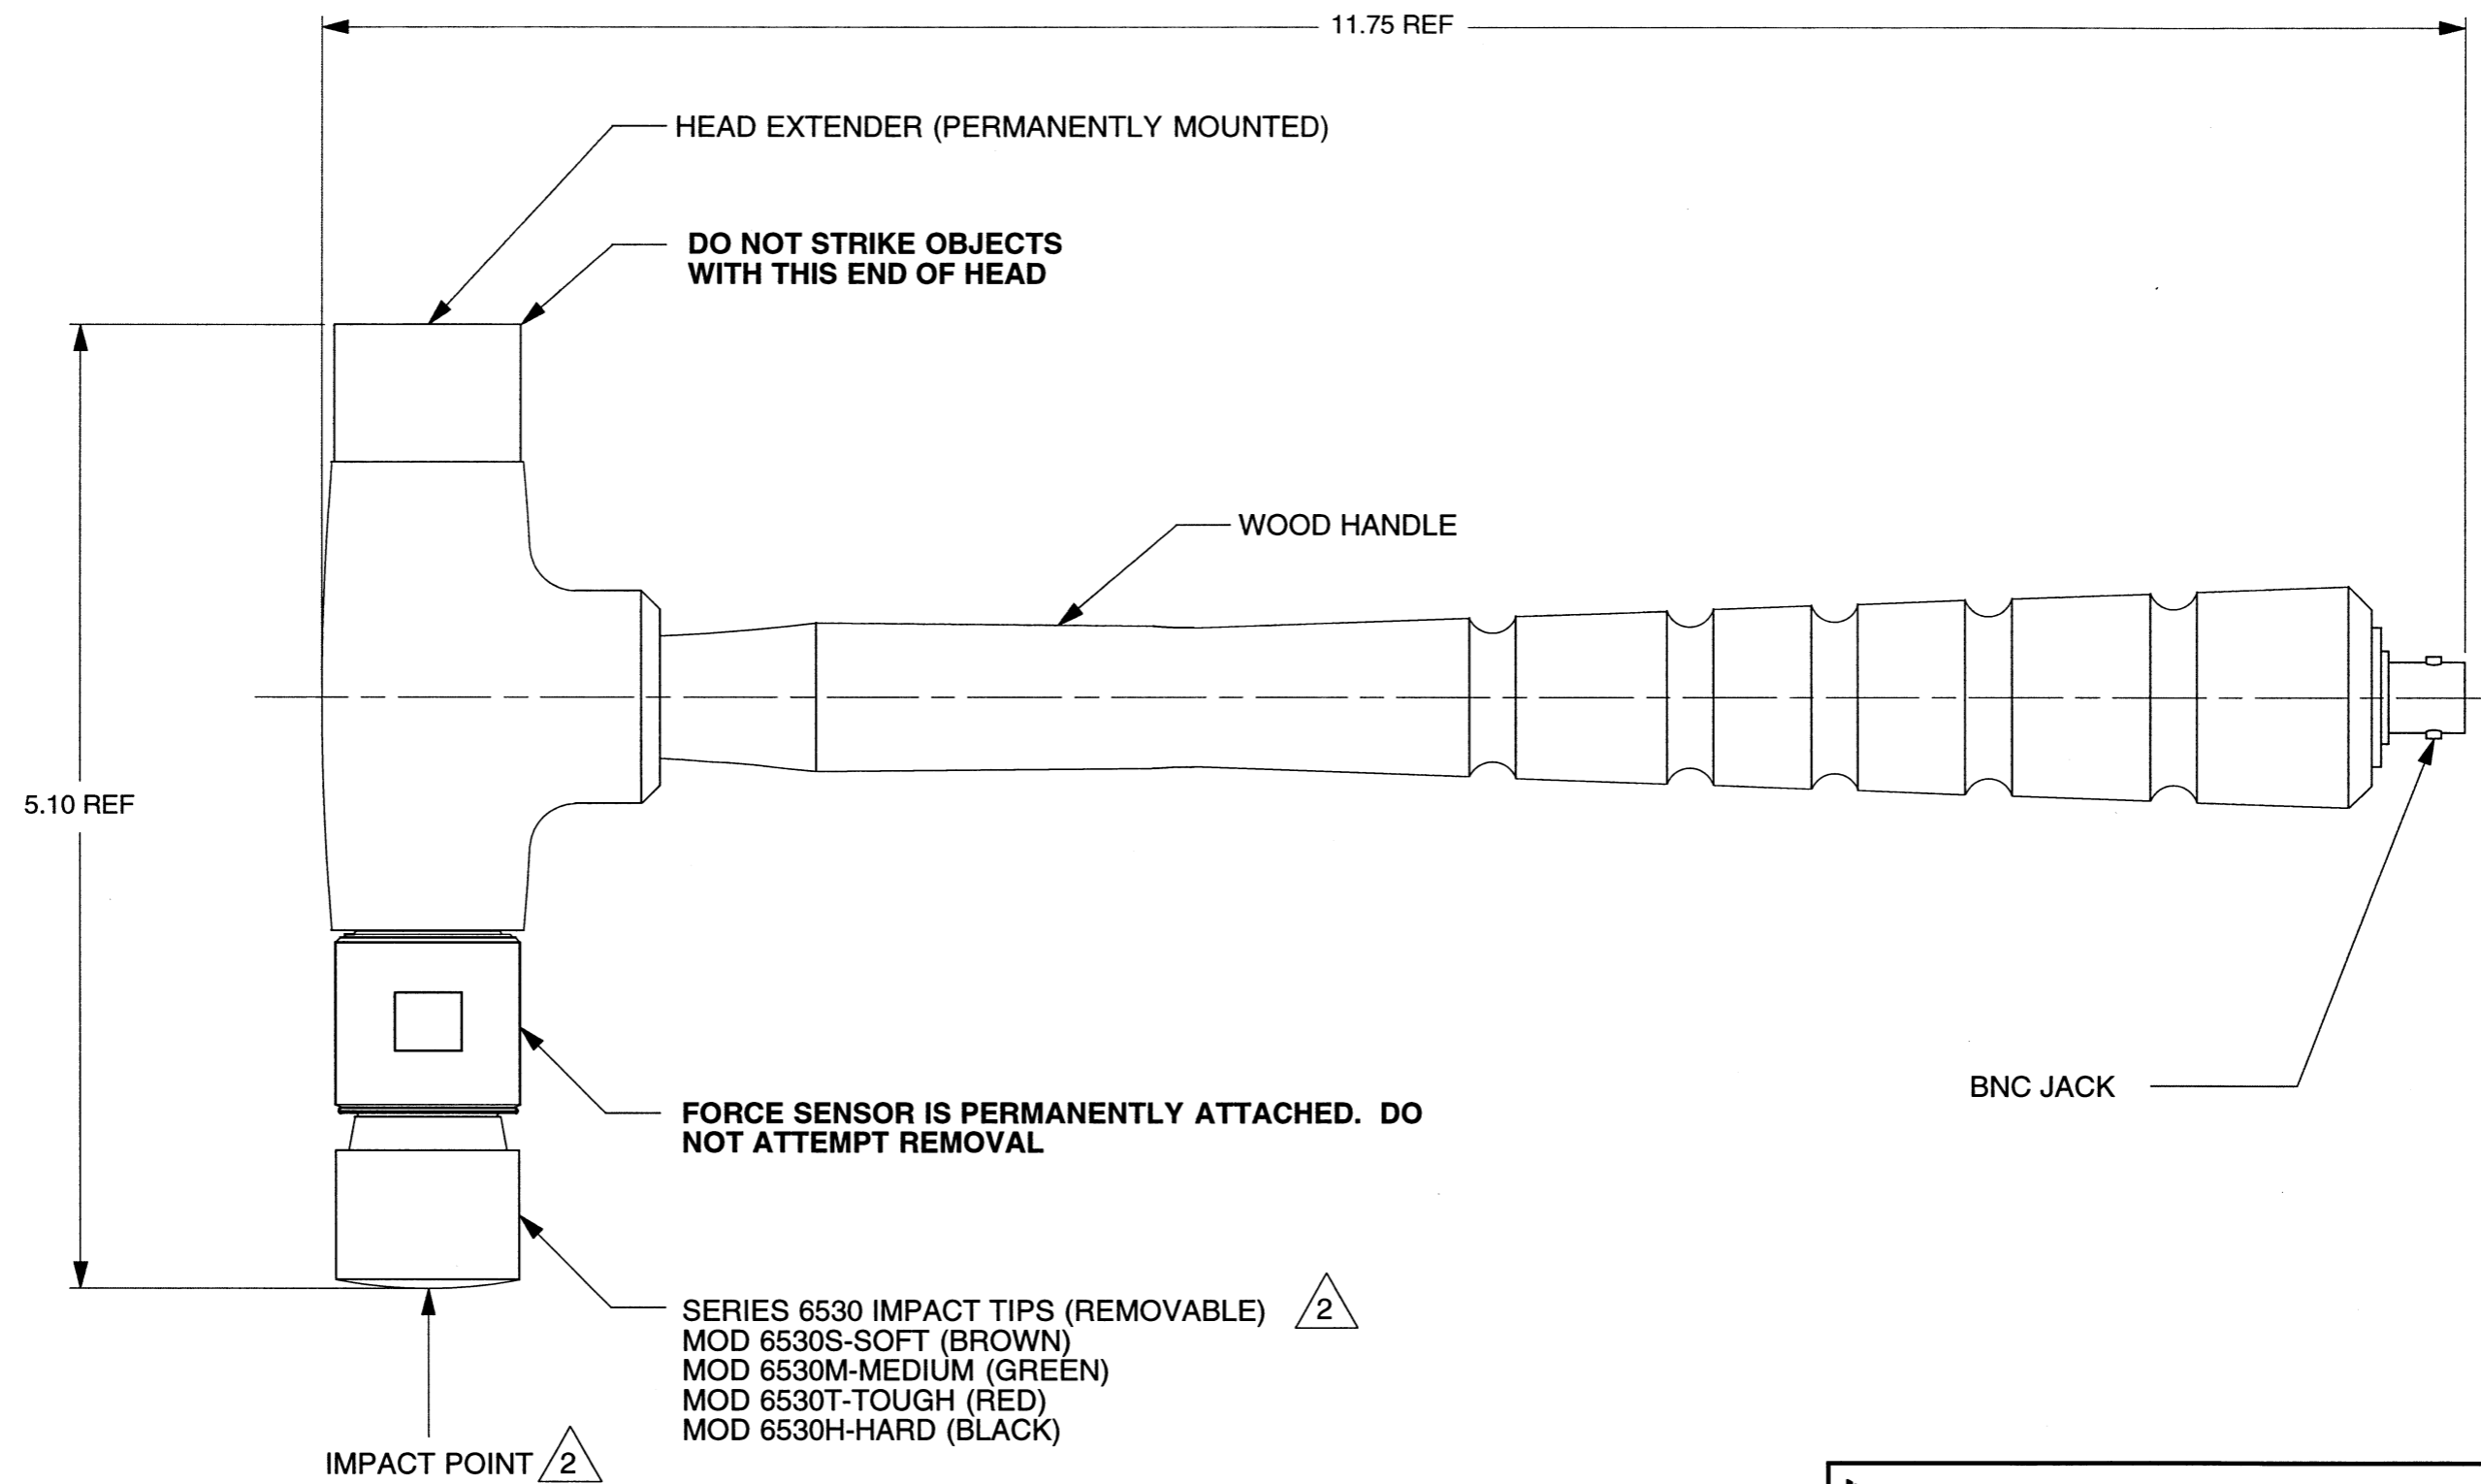 11.75 REF
HEAD EXTENDER (PERMANENTLY MOUNTED)
DO NOT STRIKE OBJECTS
WITH THIS END OF HEAD
WOOD HANDLE
5.10 REF
BNC JACK
FORCE SENSOR IS PERMANENTLY ATTACHED. DO
NOT ATTEMPT REMOVAL
SERIES 6530 IMPACT TIPS (REMOVABLE) 2
MOD 6530S-SOFT (BROWN)
MOD 6530M-MEDIUM (GREEN)
MOD 6530T-TOUGH (RED)
MOD 6530H-HARD (BLACK)
IMPACT POINT 2